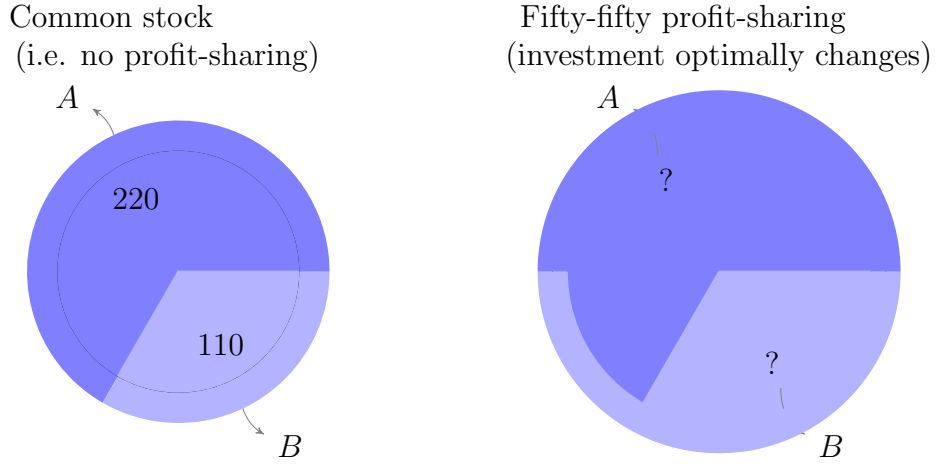 Common stock
(i.e. no profit-sharing)
A
220
110
B
Fifty-fifty profit-sharing
(investment optimally changes)
A
?
?
B